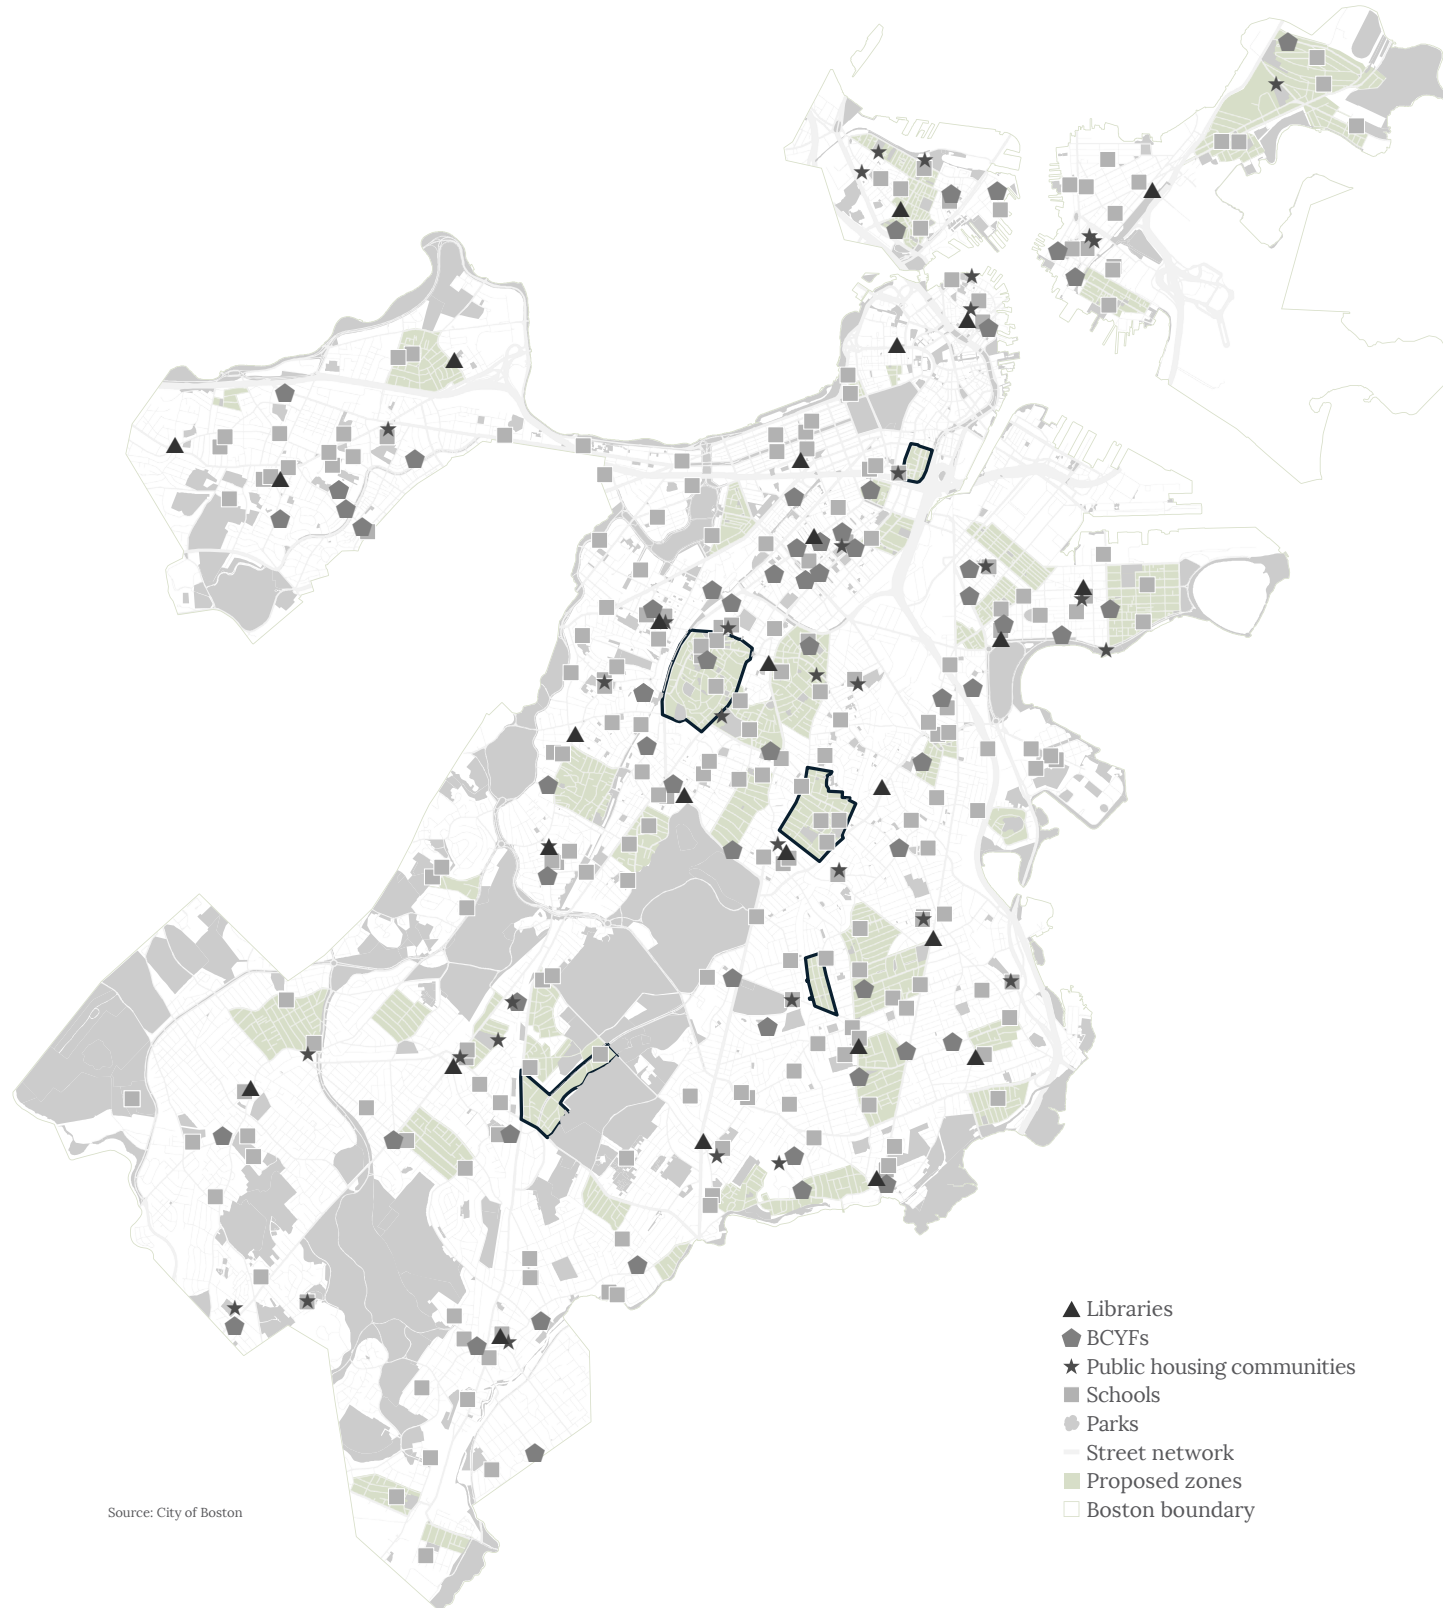 Libraries
BCYFs
Public housing communities
Schools
Parks
Street network
Proposed zones
Boston boundary
Source: City of Boston